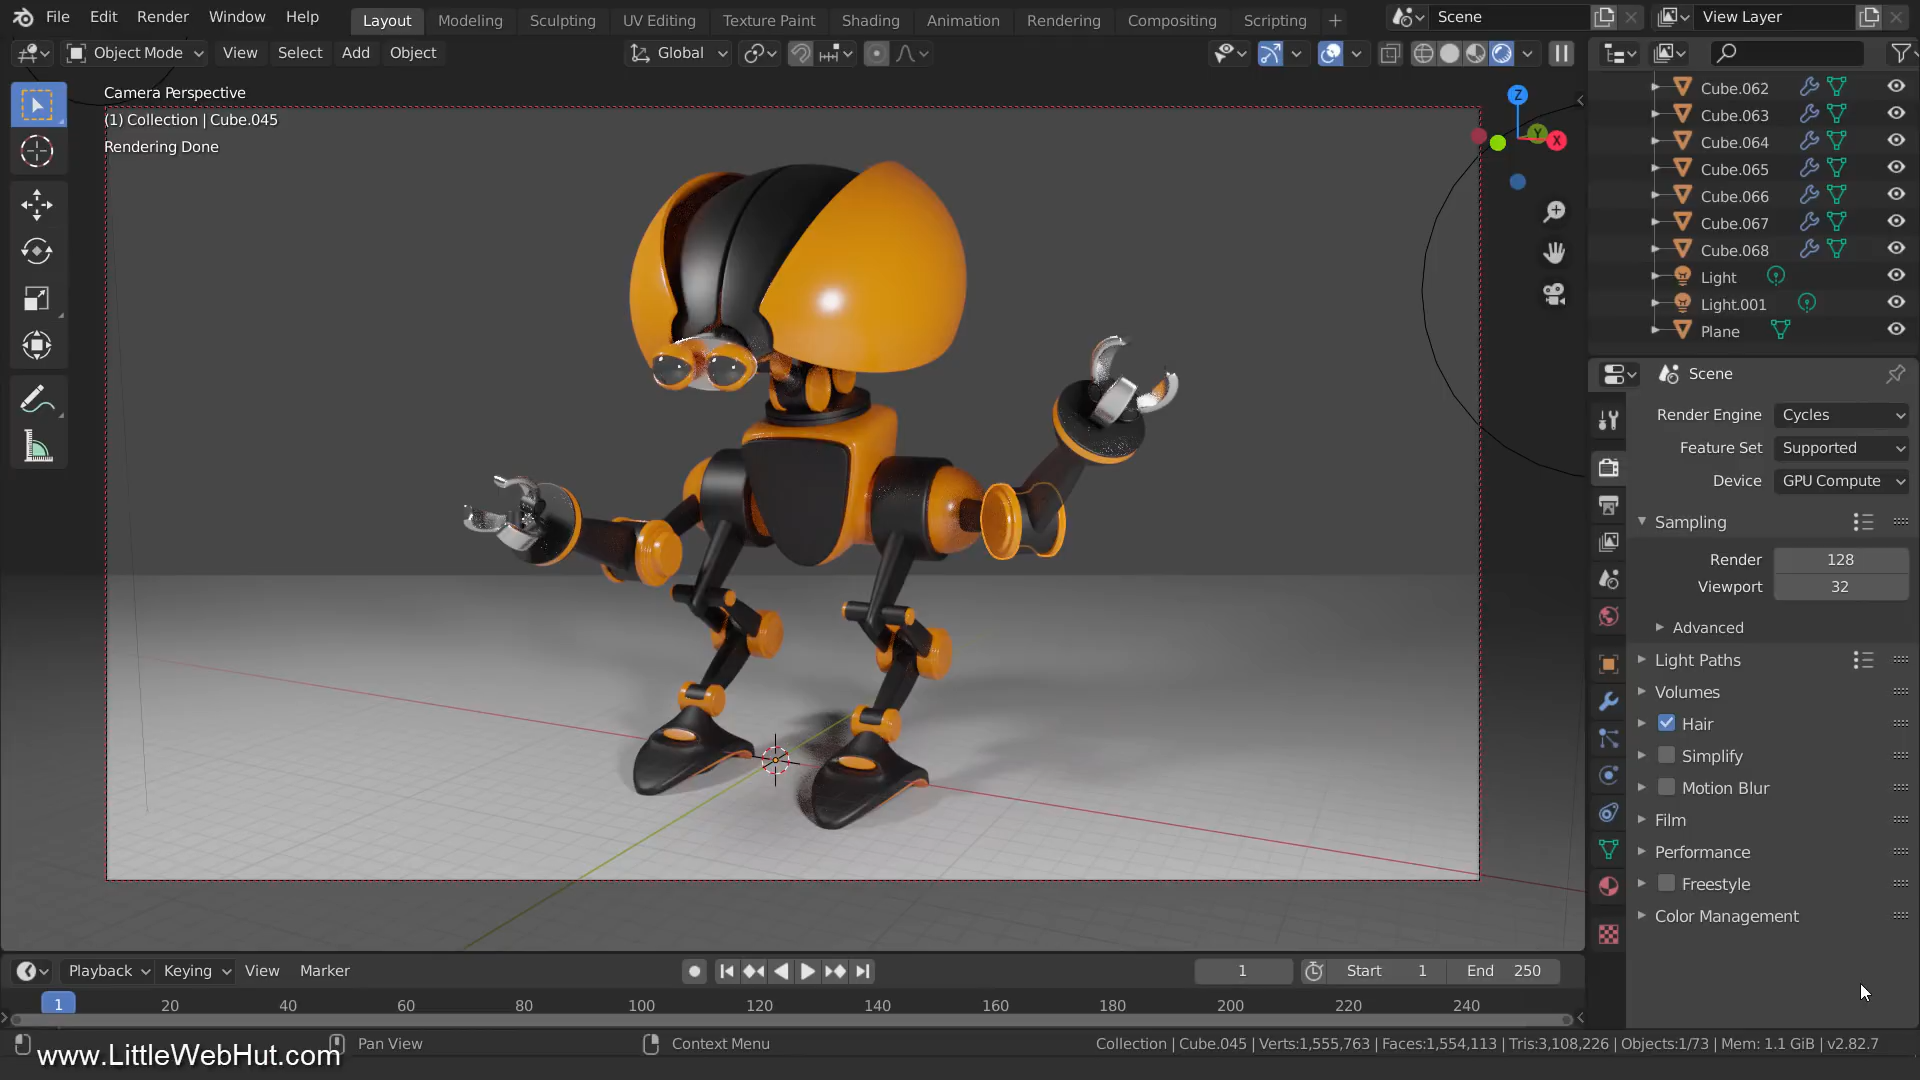 File Edit Render Window Help Layout Modeling Sculpting UV Editing Texture Paint Shading Animation Rendering Compositing Scripting + Scene View Layer
Object Mode View Select Add Object Global
Camera Perspective
(1) Collection | Cube.045
Rendering Done
Z
Y
X
Cube.062
Cube.063
Cube.064
Cube.065
Cube.066
Cube.067
Cube.068
Light
Light.001
Plane
Scene
Render Engine Cycles
Feature Set Supported
Device GPU Compute
Sampling
Render 128
Viewport 32
Advanced
Light Paths
Volumes
Hair
Simplify
Motion Blur
Film
Performance
Freestyle
Color Management
Playback Keying View Marker 1 Start 1 End 250
1 20 40 60 80 100 120 140 160 180 200 220 240
www.LittleWebHut.com Pan View Context Menu Collection | Cube.045 | Verts:1,555,763 | Faces:1,554,113 | Tris:3,108,226 | Objects:1/73 | Mem: 1.1 GiB | v2.82.7